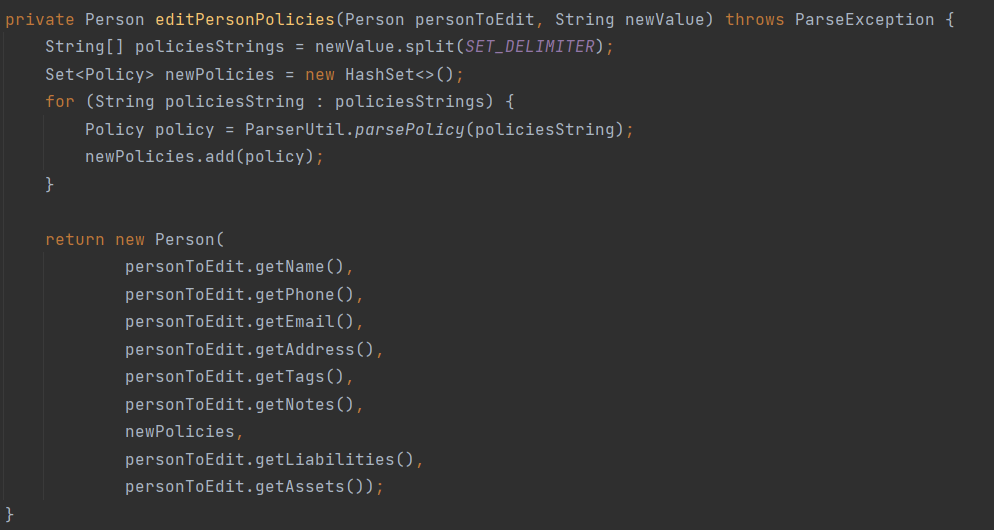 private Person editPersonPolicies(Person personToEdit, String newValue) throws ParseException {
    String[] policiesStrings = newValue.split(SET_DELIMITER);
    Set<Policy> newPolicies = new HashSet<>();
    for (String policiesString : policiesStrings) {
        Policy policy = ParserUtil.parsePolicy(policiesString);
        newPolicies.add(policy);
    }

    return new Person(
            personToEdit.getName(),
            personToEdit.getPhone(),
            personToEdit.getEmail(),
            personToEdit.getAddress(),
            personToEdit.getTags(),
            personToEdit.getNotes(),
            newPolicies,
            personToEdit.getLiabilities(),
            personToEdit.getAssets());
}